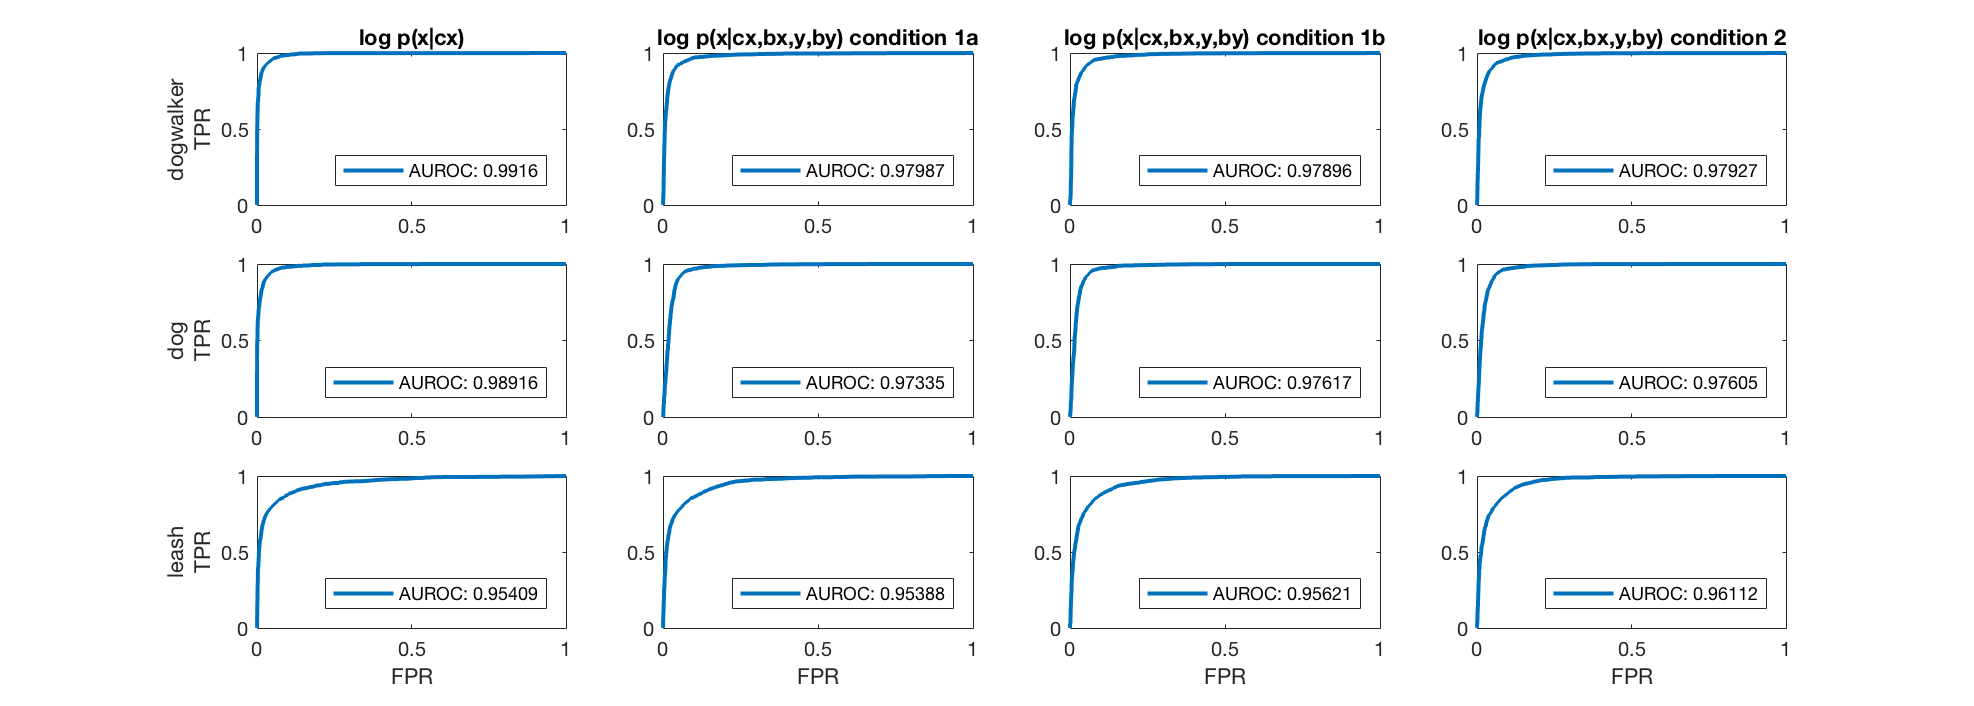 log p(x|cx)
log p(x|cx,bx,y,by) condition 1a
log p(x|cx,bx,y,by) condition 1b
log p(x|cx,bx,y,by) condition 2
dogwalker
TPR
1
0.5
0
AUROC: 0.9916
0 0.5 1
1
0.5
0
AUROC: 0.97987
0 0.5 1
1
0.5
0
AUROC: 0.97896
0 0.5 1
1
0.5
0
AUROC: 0.97927
0 0.5 1
dog
TPR
1
0.5
0
AUROC: 0.98916
0 0.5 1
1
0.5
0
AUROC: 0.97335
0 0.5 1
1
0.5
0
AUROC: 0.97617
0 0.5 1
1
0.5
0
AUROC: 0.97605
0 0.5 1
leash
TPR
1
0.5
0
AUROC: 0.95409
0 0.5 1
FPR
1
0.5
0
AUROC: 0.95388
0 0.5 1
FPR
1
0.5
0
AUROC: 0.95621
0 0.5 1
FPR
1
0.5
0
AUROC: 0.96112
0 0.5 1
FPR